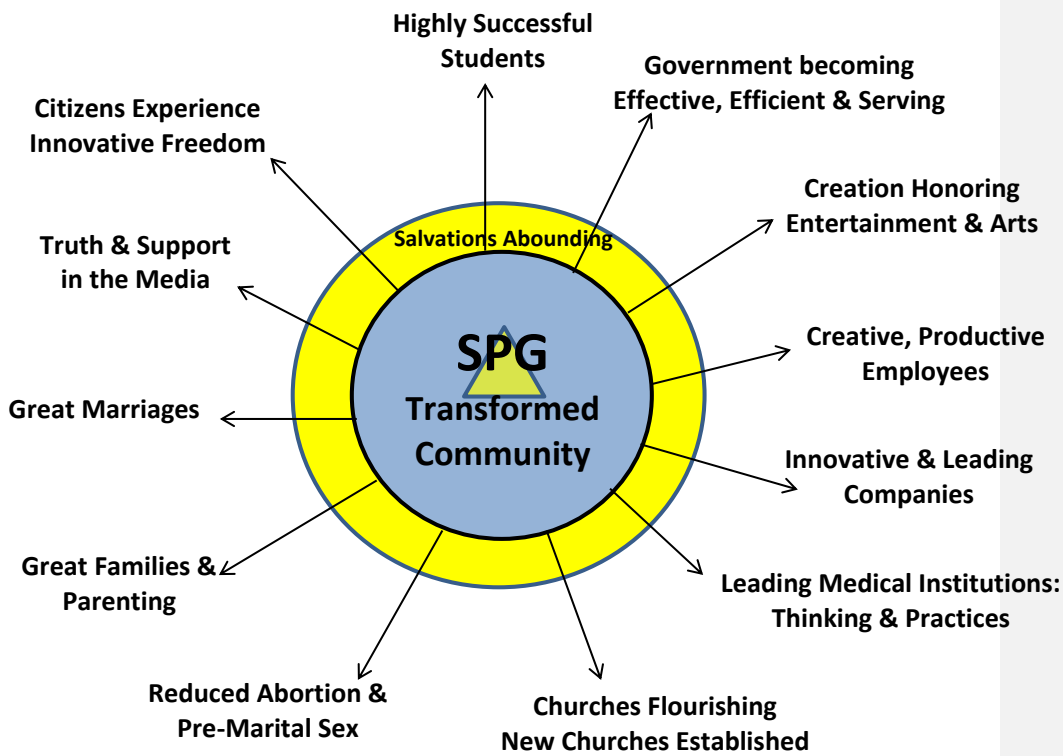 Highly Successful
Students
Government becoming
Effective, Efficient & Serving
Citizens Experience
Innovative Freedom
Creation Honoring
Entertainment & Arts
Salvations Abounding
Truth & Support
in the Media
SPG
Transformed
Community
Creative, Productive
Employees
Great Marriages
Innovative & Leading
Companies
Great Families &
Parenting
Leading Medical Institutions:
Thinking & Practices
Reduced Abortion &
Pre-Marital Sex
Churches Flourishing
New Churches Established